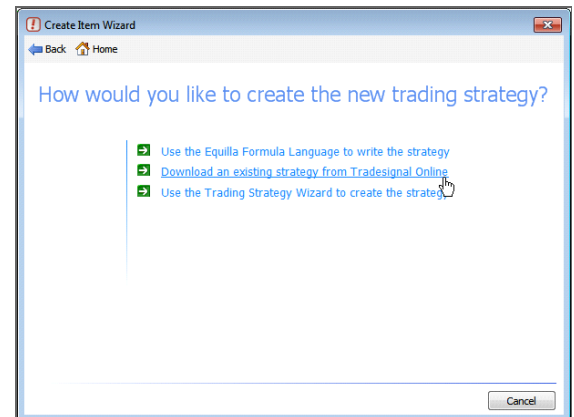 Create Item Wizard
Back Home
How would you like to create the new trading strategy?
Use the Equilla Formula Language to write the strategy
Download an existing strategy from Tradesignal Online
Use the Trading Strategy Wizard to create the strategy
Cancel